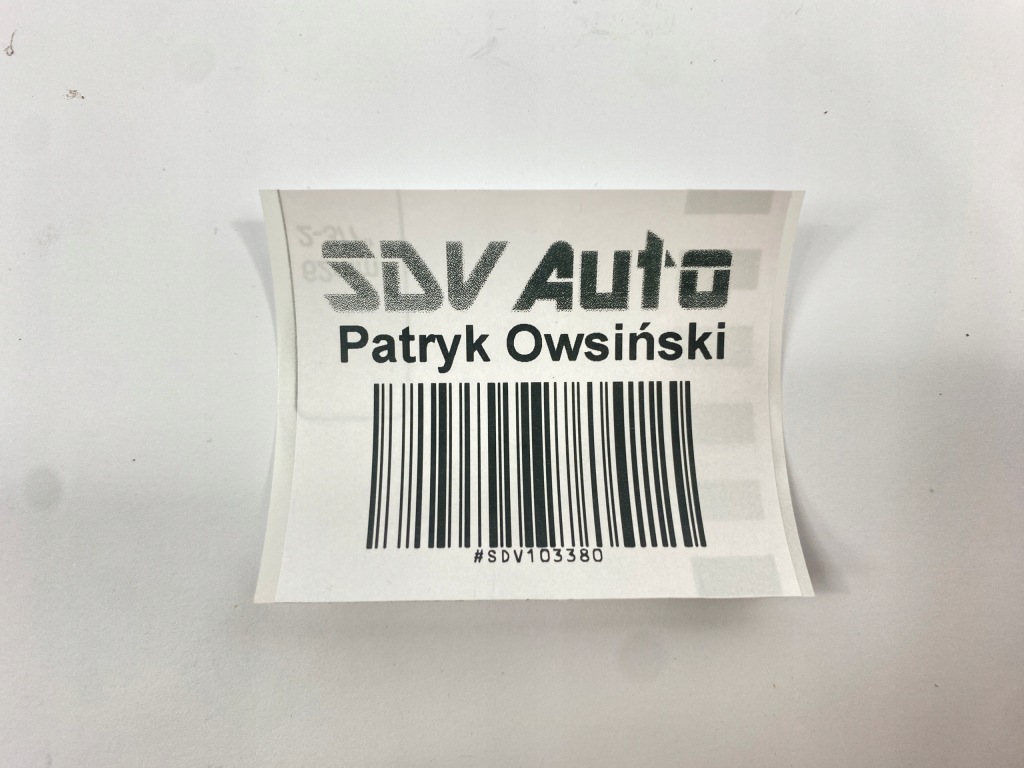 SDV Auto
Patryk Owsiński
#SDV103380